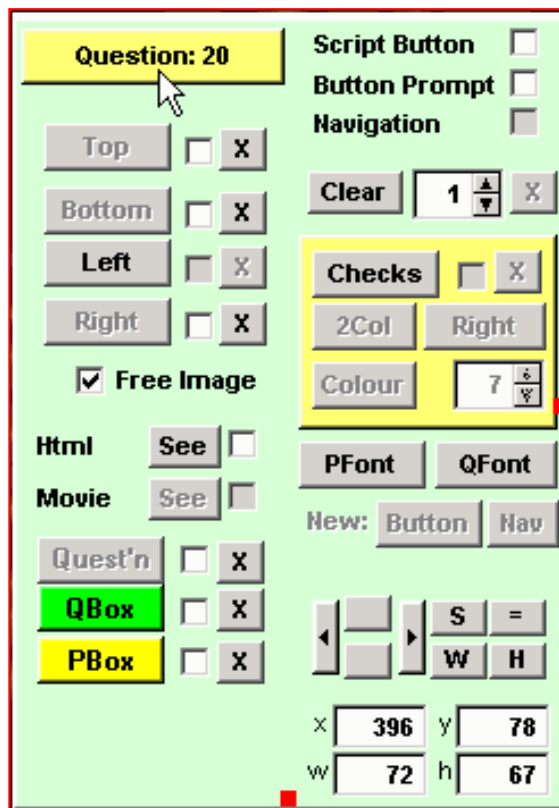 Question: 20
Top X
Bottom X
Left X
Right X
Free Image
Html See
Movie See
Quest'n X
QBox X
PBox X
Script Button
Button Prompt
Navigation
Clear 1 X
Checks X
2Col Right
Colour 7
PFont QFont
New: Button Nav
S =
W H
x 396 y 78
w 72 h 67